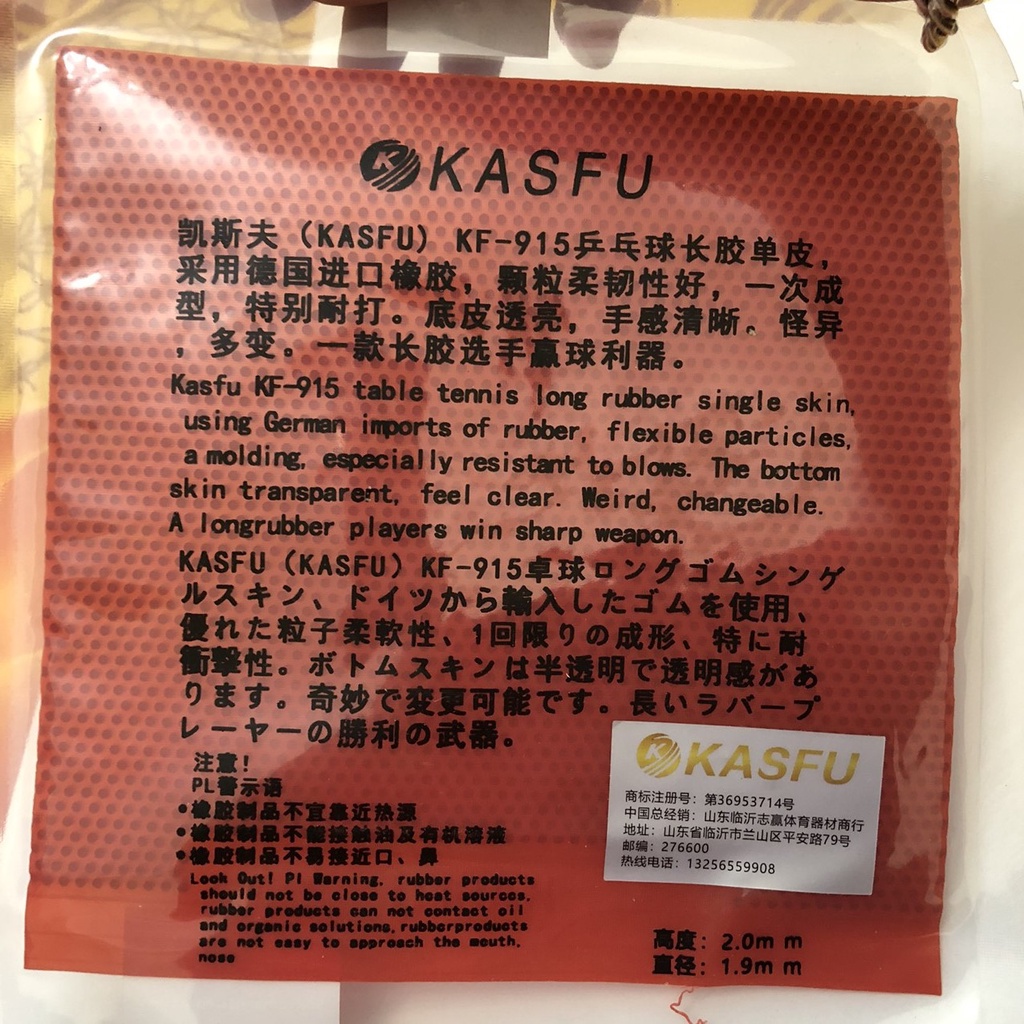 KASFU
凯斯夫（KASFU）KF-915乒乓球长胶单皮，
采用德国进口橡胶，颗粒柔韧性好，一次成
型，特别耐打。底皮透亮，手感清晰。怪异
，多变。一款长胶选手赢球利器。
Kasfu KF-915 table tennis long rubber single skin,
using German imports of rubber, flexible particles,
a molding, especially resistant to blows. The bottom
skin transparent, feel clear. Weird, changeable.
A longrubber players win sharp weapon.
KASFU（KASFU）KF-915卓球ロングゴムシンゲ
ルスキン、ドイツから輸入したゴムを使用、
優れた粒子柔軟性、1回限りの成形、特に耐
衝撃性。ボトムスキンは半透明で透明感があ
ります。奇妙で変更可能です。長いラバープ
レーヤーの勝利の武器。
注意！
PL警示语
•橡胶制品不宜靠近热源
•橡胶制品不能接触油及有机溶液
•橡胶制品不易接近口、鼻
Look Out! Pl Warning, rubber products
should not be close to heat sources,
rubber products can not contact oil
and organic solutions,rubberproducts
are not easy to approach the mouth,
nose
KASFU
商标注册号：第36953714号
中国总经销：山东临沂志赢体育器材商行
地址：山东省临沂市兰山区平安路79号
邮编：276600
热线电话：13256559908
高度：2.0m m
直径：1.9m m